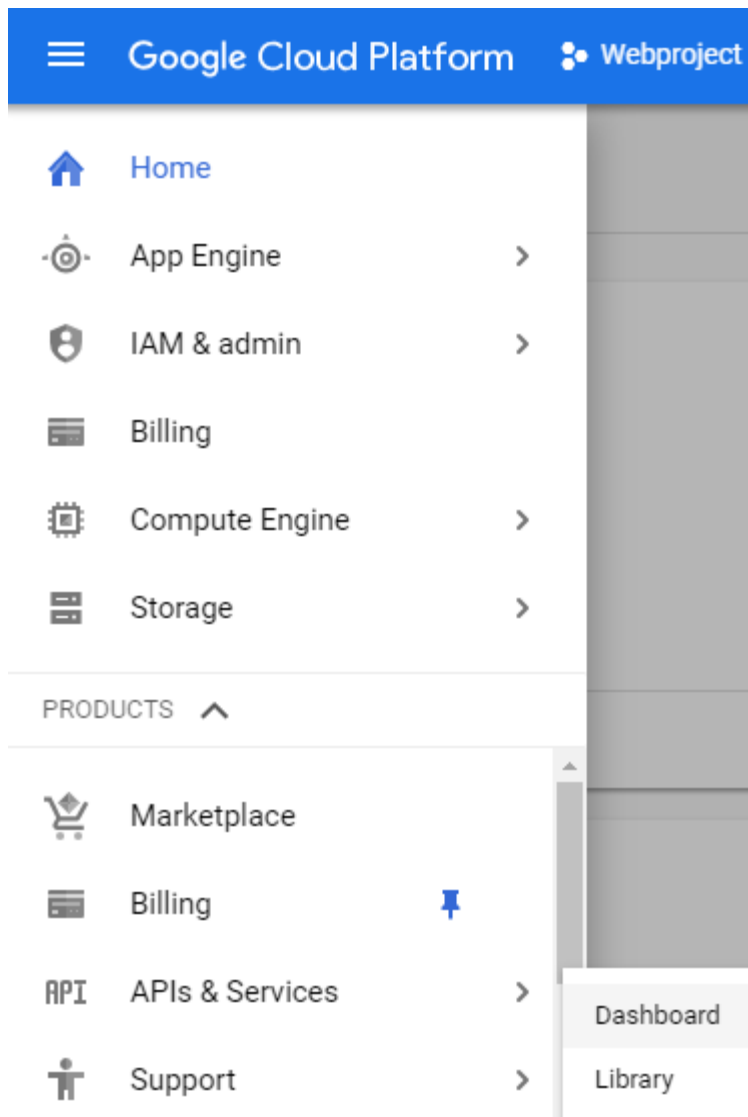 Google Cloud Platform Webproject
Home
App Engine
IAM & admin
Billing
Compute Engine
Storage
PRODUCTS
Marketplace
Billing
API APIs & Services
Dashboard
Support
Library